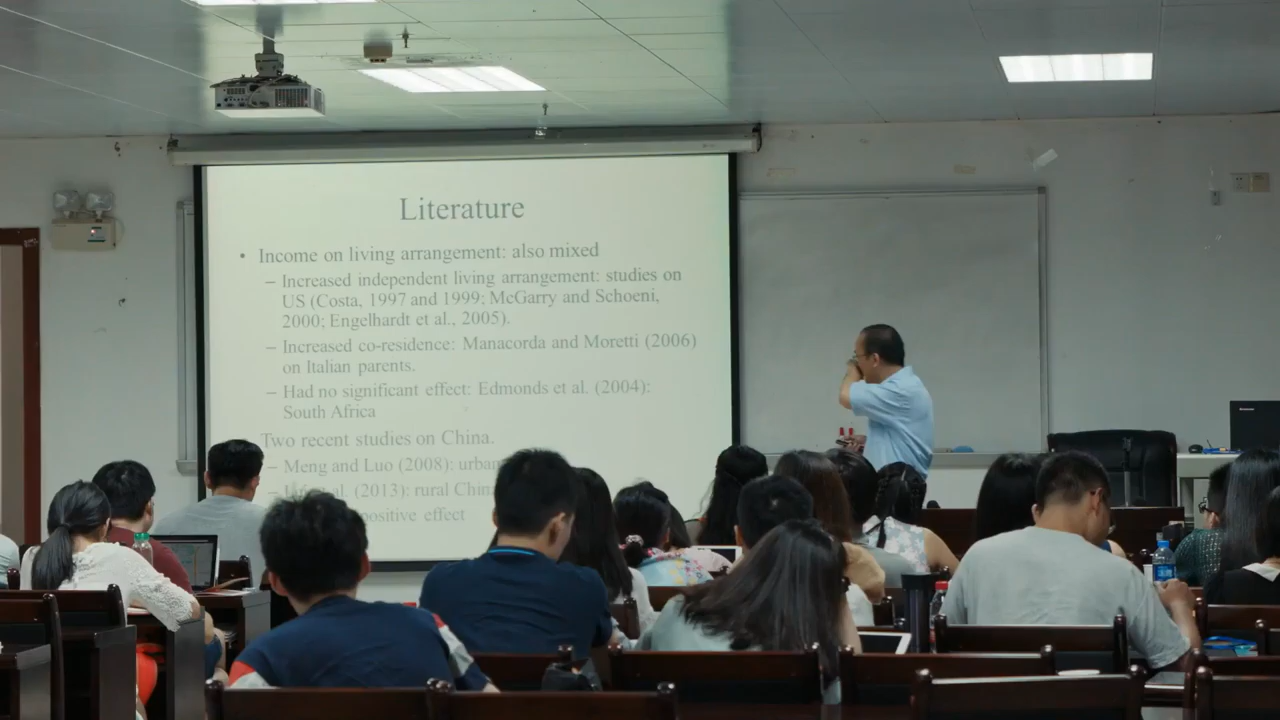 Literature
• Income on living arrangement: also mixed
– Increased independent living arrangement: studies on
US (Costa, 1997 and 1999; McGarry and Schoeni,
2000; Engelhardt et al., 2005).
– Increased co-residence: Manacorda and Moretti (2006)
on Italian parents.
– Had no significant effect: Edmonds et al. (2004):
South Africa
Two recent studies on China.
– Meng and Luo (2008): urban
al. (2013): rural China
positive effect